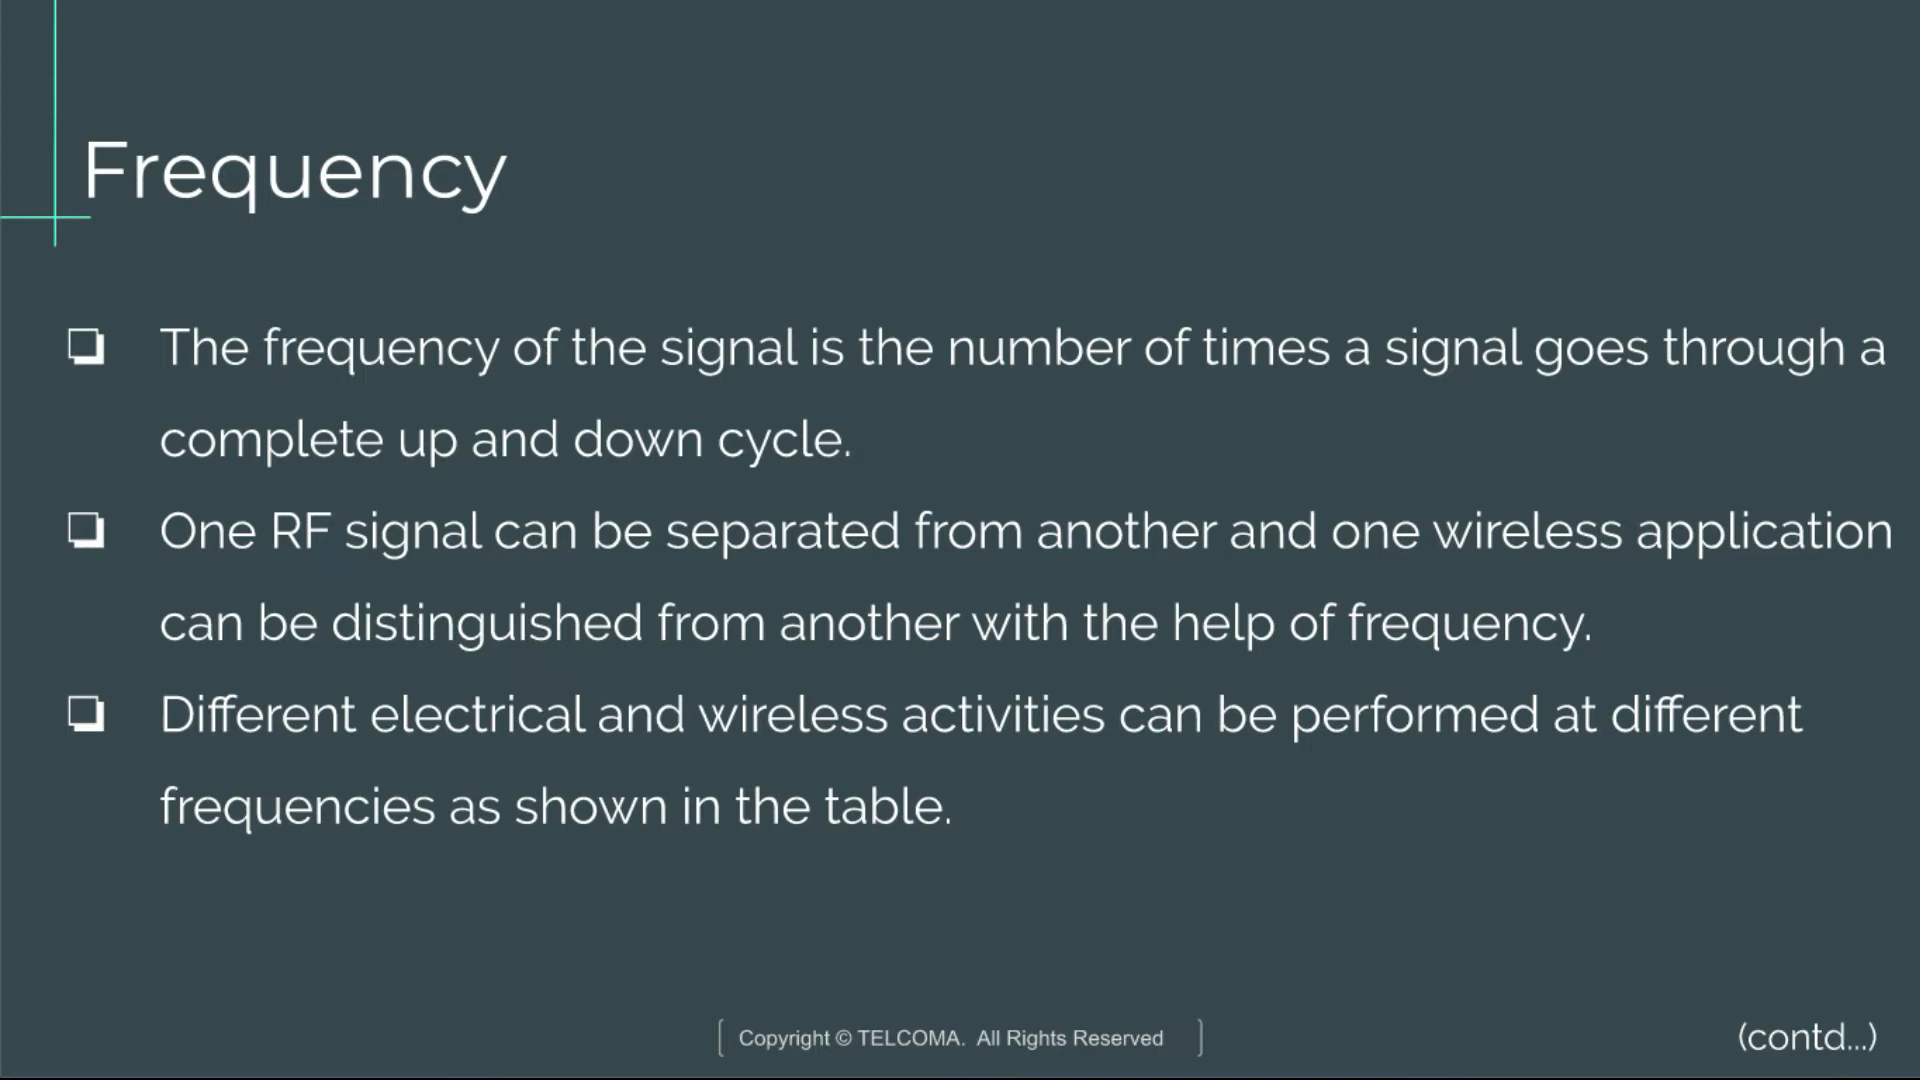 Frequency
❏ The frequency of the signal is the number of times a signal goes through a
complete up and down cycle.
❏ One RF signal can be separated from another and one wireless application
can be distinguished from another with the help of frequency.
❏ Different electrical and wireless activities can be performed at different
frequencies as shown in the table.
[ Copyright © TELCOMA. All Rights Reserved ]
(contd...)